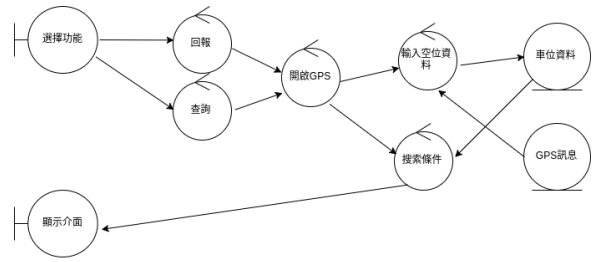 選擇功能
回報
查詢
開啟GPS
輸入空位資
料
車位資料
搜索條件
GPS訊息
顯示介面